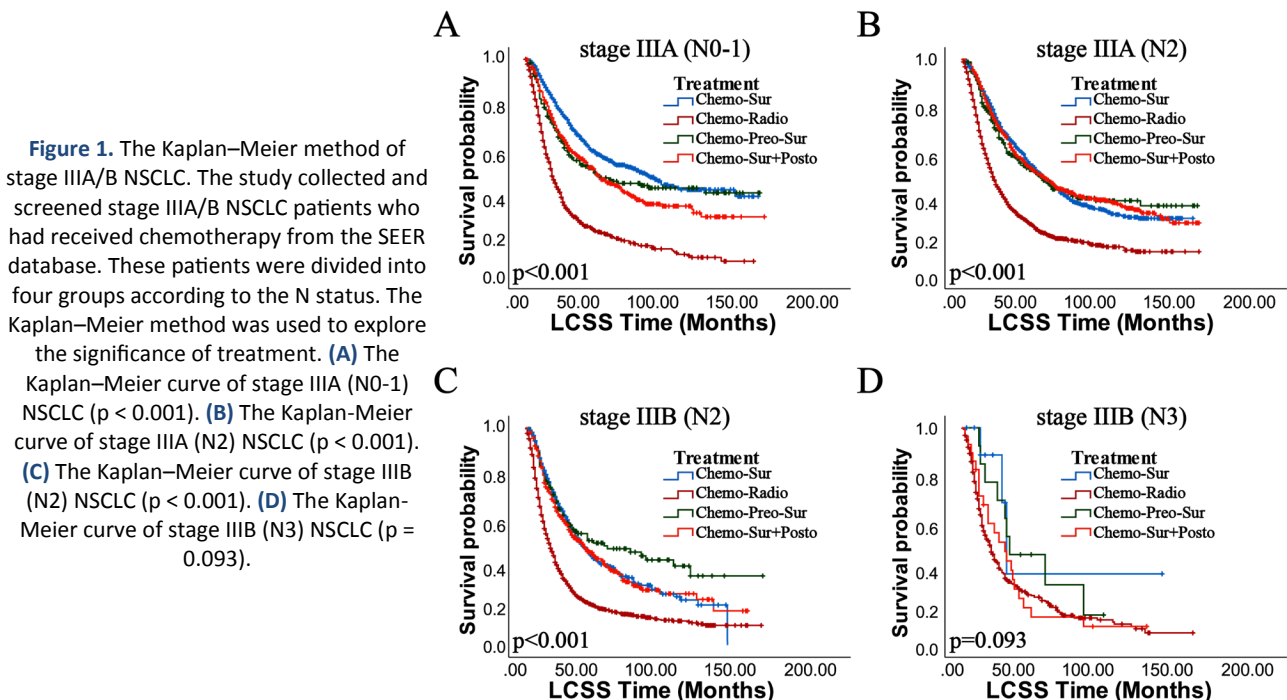 Figure 1. The Kaplan–Meier method of
stage IIIA/B NSCLC. The study collected and
screened stage IIIA/B NSCLC patients who
had received chemotherapy from the SEER
database. These patients were divided into
four groups according to the N status. The
Kaplan–Meier method was used to explore
the significance of treatment. (A) The
Kaplan–Meier curve of stage IIIA (N0-1)
NSCLC (p < 0.001). (B) The Kaplan-Meier
curve of stage IIIA (N2) NSCLC (p < 0.001).
(C) The Kaplan–Meier curve of stage IIIB
(N2) NSCLC (p < 0.001). (D) The Kaplan-
Meier curve of stage IIIB (N3) NSCLC (p =
0.093).
A
stage IIIA (N0-1)
Survival probability
1.0
0.8
0.6
0.4
0.2
0.0
Treatment
Chemo-Sur
Chemo-Radio
Chemo-Preo-Sur
Chemo-Sur+Posto
p<0.001
.00 50.00 100.00 150.00 200.00
LCSS Time (Months)
B
stage IIIA (N2)
Survival probability
1.0
0.8
0.6
0.4
0.2
0.0
Treatment
Chemo-Sur
Chemo-Radio
Chemo-Preo-Sur
Chemo-Sur+Posto
p<0.001
.00 50.00 100.00 150.00 200.00
LCSS Time (Months)
C
stage IIIB (N2)
Survival probability
1.0
0.8
0.6
0.4
0.2
0.0
Treatment
Chemo-Sur
Chemo-Radio
Chemo-Preo-Sur
Chemo-Sur+Posto
p<0.001
.00 50.00 100.00 150.00 200.00
LCSS Time (Months)
D
stage IIIB (N3)
Survival probability
1.0
0.8
0.6
0.4
0.2
0.0
Treatment
Chemo-Sur
Chemo-Radio
Chemo-Preo-Sur
Chemo-Sur+Posto
p=0.093
.00 50.00 100.00 150.00 200.00
LCSS Time (Months)